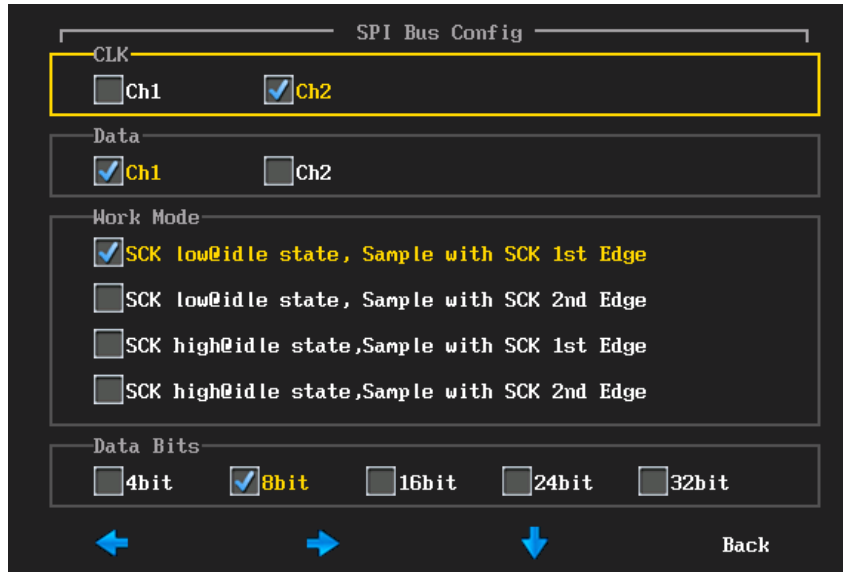 SPI Bus Config
CLK
Ch1 Ch2
Data
Ch1 Ch2
Work Mode
SCK low@idle state, Sample with SCK 1st Edge
SCK low@idle state, Sample with SCK 2nd Edge
SCK high@idle state,Sample with SCK 1st Edge
SCK high@idle state,Sample with SCK 2nd Edge
Data Bits
4bit 8bit 16bit 24bit 32bit
Back